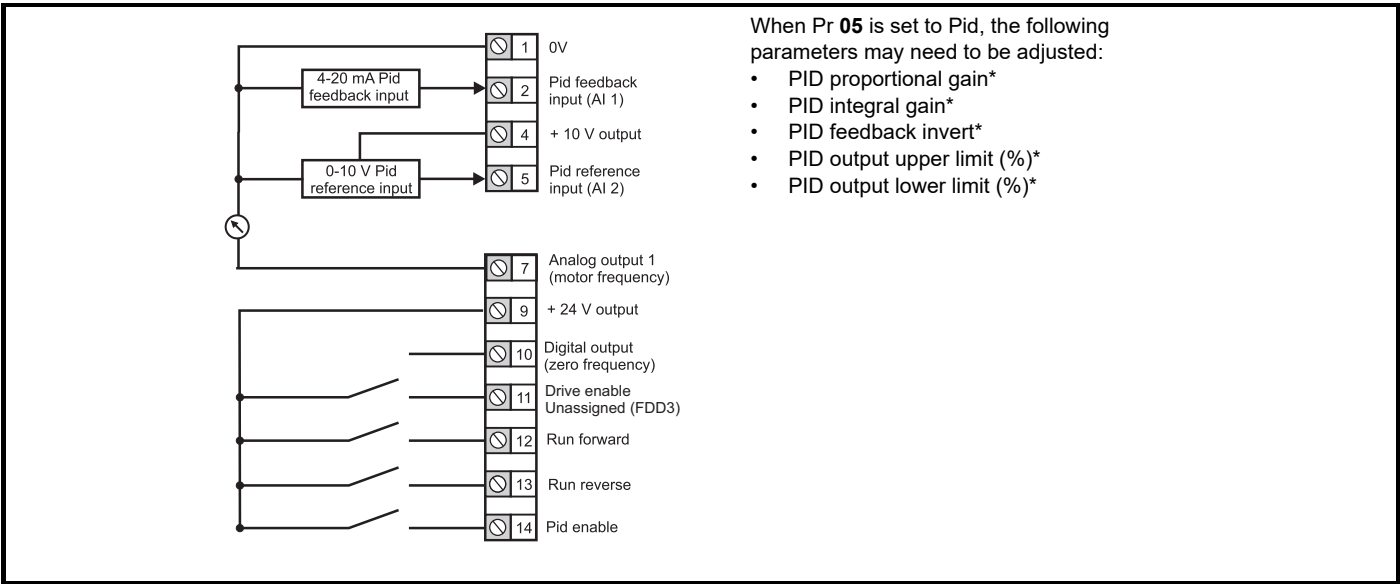 1 0V
4-20 mA Pid
feedback input
2 Pid feedback
input (AI 1)
4 + 10 V output
0-10 V Pid
reference input
5 Pid reference
input (AI 2)
7 Analog output 1
(motor frequency)
9 + 24 V output
10 Digital output
(zero frequency)
11 Drive enable
Unassigned (FDD3)
12 Run forward
13 Run reverse
14 Pid enable
When Pr 05 is set to Pid, the following
parameters may need to be adjusted:
• PID proportional gain*
• PID integral gain*
• PID feedback invert*
• PID output upper limit (%)*
• PID output lower limit (%)*